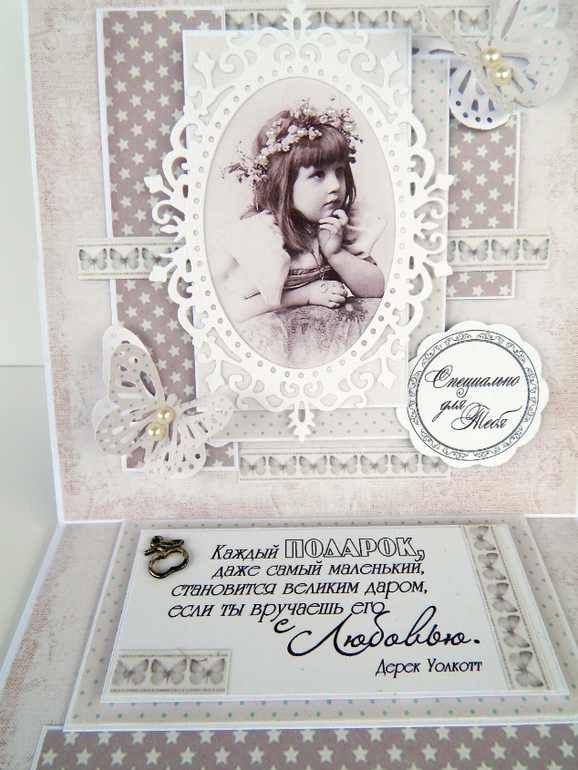 Специально
для
Тебя
Каждый ПОДАРОК,
даже самый маленький,
становится великим даром,
если ты вручаешь его
с Любовью.
Дерек Уолкотт